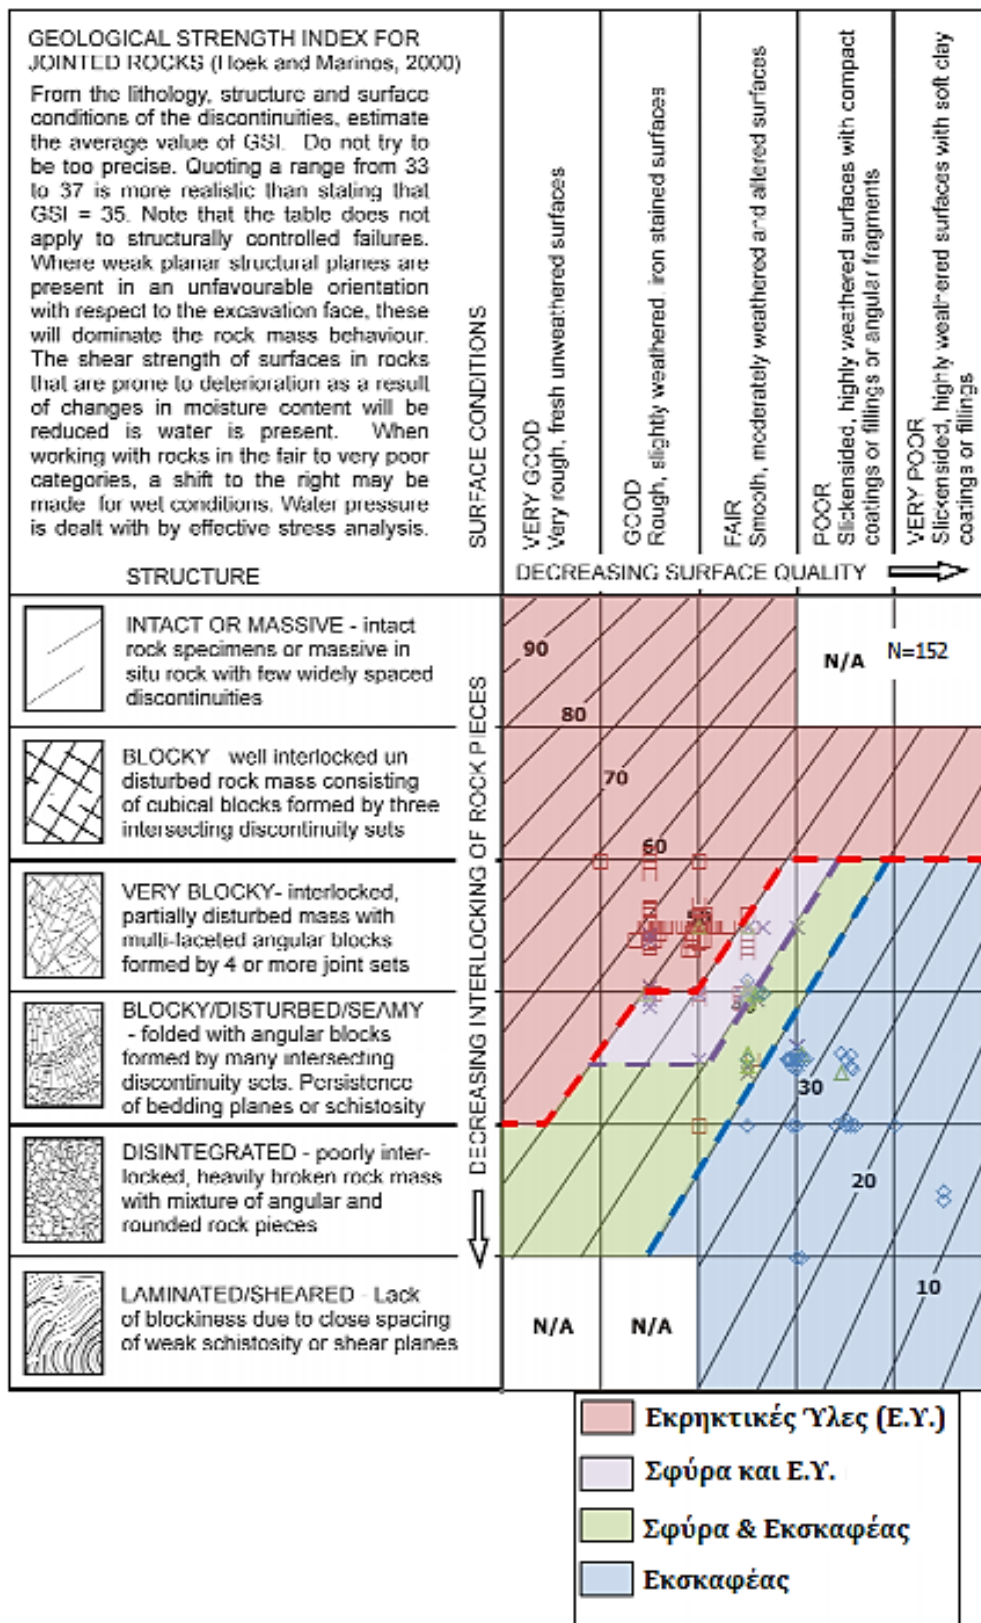 GEOLOGICAL STRENGTH INDEX FOR
JOINTED ROCKS (Hoek and Marinos, 2000)
From the lithology, structure and surface
conditions of the discontinuities, estimate
the average value of GSI. Do not try to
be too precise. Quoting a range from 33
to 37 is more realistic than stating that
GSI = 35. Note that the table does not
apply to structurally controlled failures.
Where weak planar structural planes are
present in an unfavourable orientation
with respect to the excavation face, these
will dominate the rock mass behaviour.
The shear strength of surfaces in rocks
that are prone to deterioration as a result
of changes in moisture content will be
reduced is water is present. When
working with rocks in the fair to very poor
categories, a shift to the right may be
made for wet conditions. Water pressure
is dealt with by effective stress analysis.
SURFACE CONDITIONS
VERY GOOD
Very rough, fresh unweathered surfaces
GOOD
Rough, slightly weathered, iron stained surfaces
FAIR
Smooth, moderately weathered and altered surfaces
POOR
Slickensided, highly weathered surfaces with compact
coatings or fillings or angular fragments
VERY POOR
Slickensided, highly weathered surfaces with soft clay
coatings or fillings
STRUCTURE
DECREASING SURFACE QUALITY
DECREASING INTERLOCKING OF ROCK PIECES
INTACT OR MASSIVE - intact
rock specimens or massive in
situ rock with few widely spaced
discontinuities
BLOCKY well interlocked un
disturbed rock mass consisting
of cubical blocks formed by three
intersecting discontinuity sets
VERY BLOCKY- interlocked,
partially disturbed mass with
multi-faceted angular blocks
formed by 4 or more joint sets
BLOCKY/DISTURBED/SEAMY
- folded with angular blocks
formed by many intersecting
discontinuity sets. Persistence
of bedding planes or schistosity
DISINTEGRATED - poorly inter-
locked, heavily broken rock mass
with mixture of angular and
rounded rock pieces
LAMINATED/SHEARED - Lack
of blockiness due to close spacing
of weak schistosity or shear planes
90
80
70
60
30
20
10
N/A
N=152
N/A
N/A
Εκρηκτικές Ύλες (Ε.Υ.)
Σφύρα και Ε.Υ.
Σφύρα & Εκσκαφέας
Εκσκαφέας